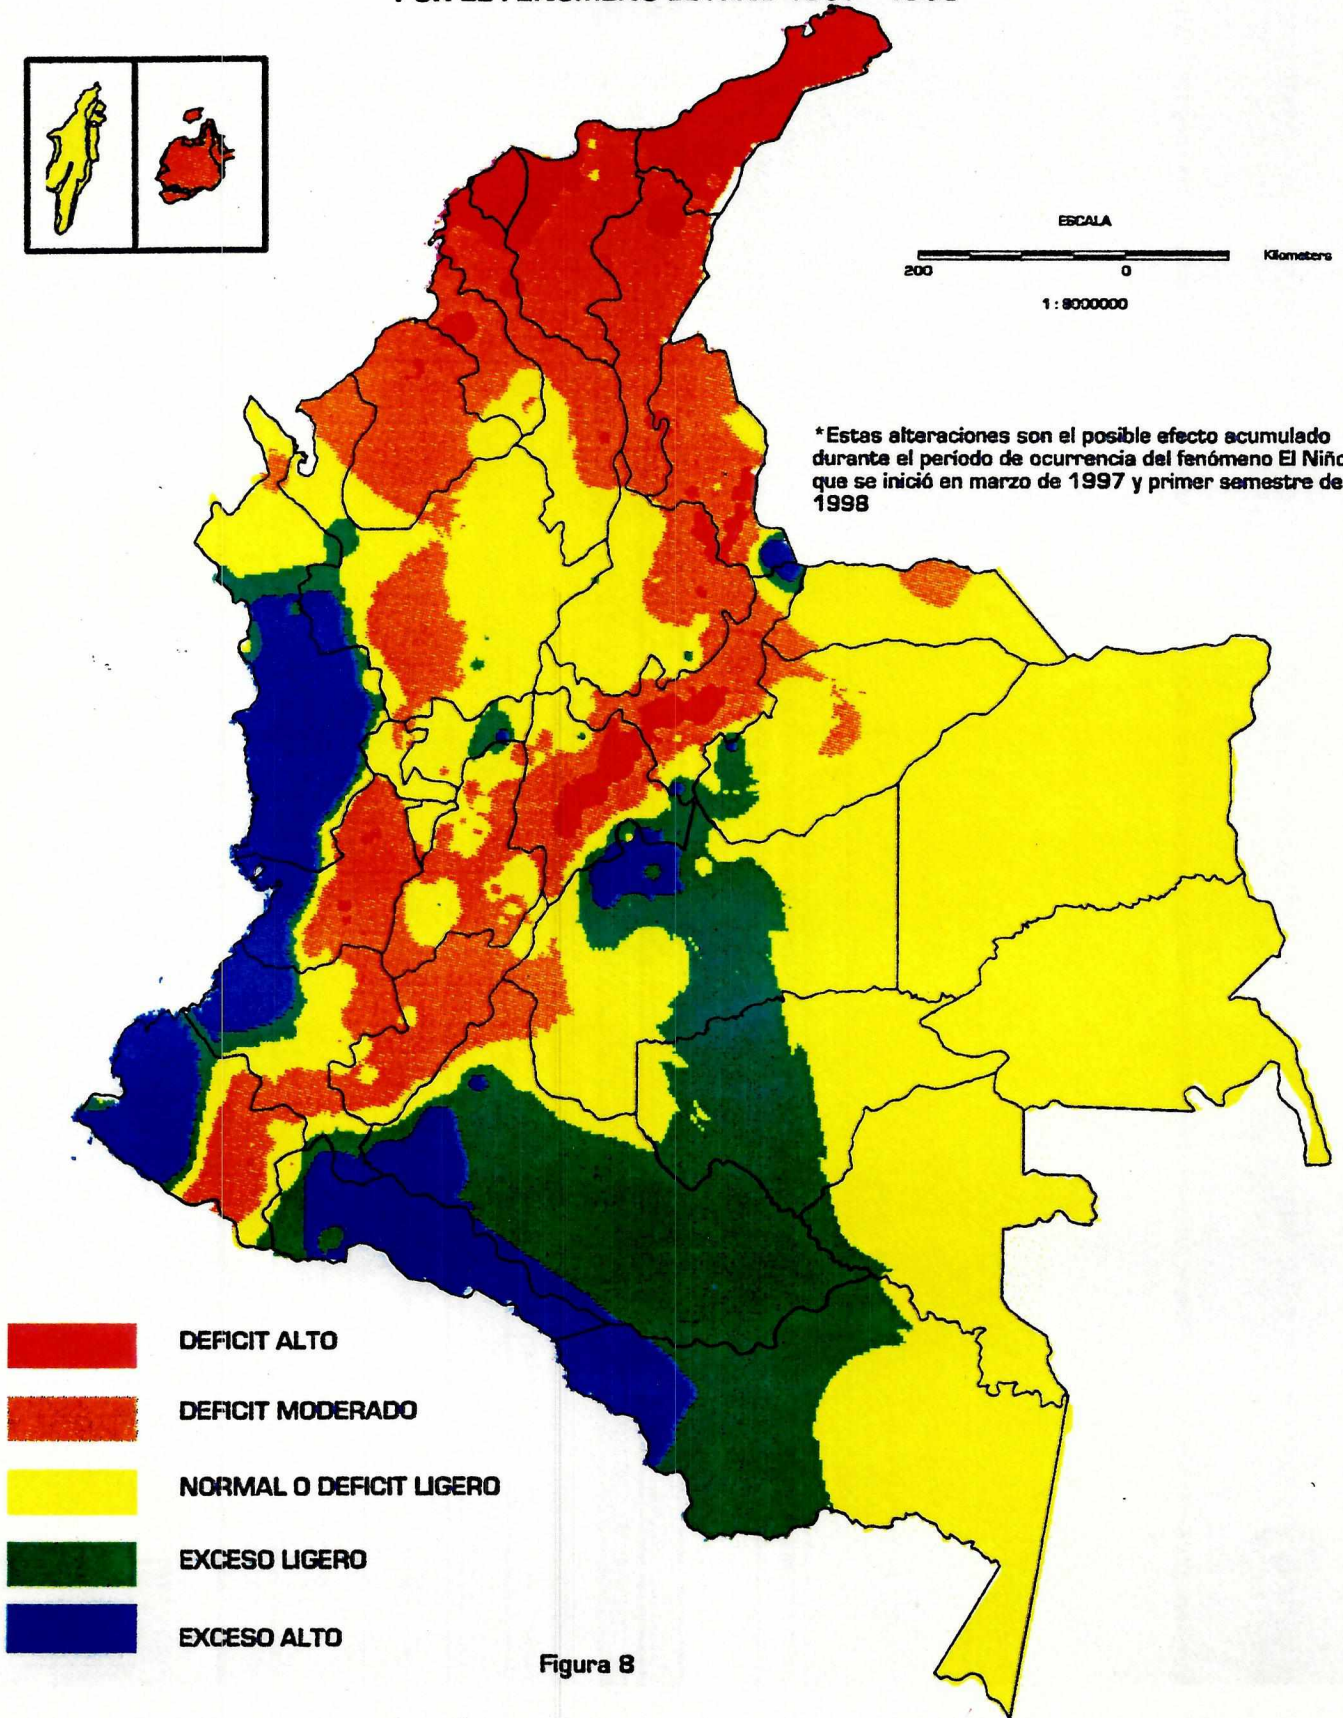 ESCALA
200 0 Kilometers
1 : 8000000
*Estas alteraciones son el posible efecto acumulado
durante el período de ocurrencia del fenómeno El Niño
que se inició en marzo de 1997 y primer semestre de
1998
DEFICIT ALTO
DEFICIT MODERADO
NORMAL O DEFICIT LIGERO
EXCESO LIGERO
EXCESO ALTO
Figura 8